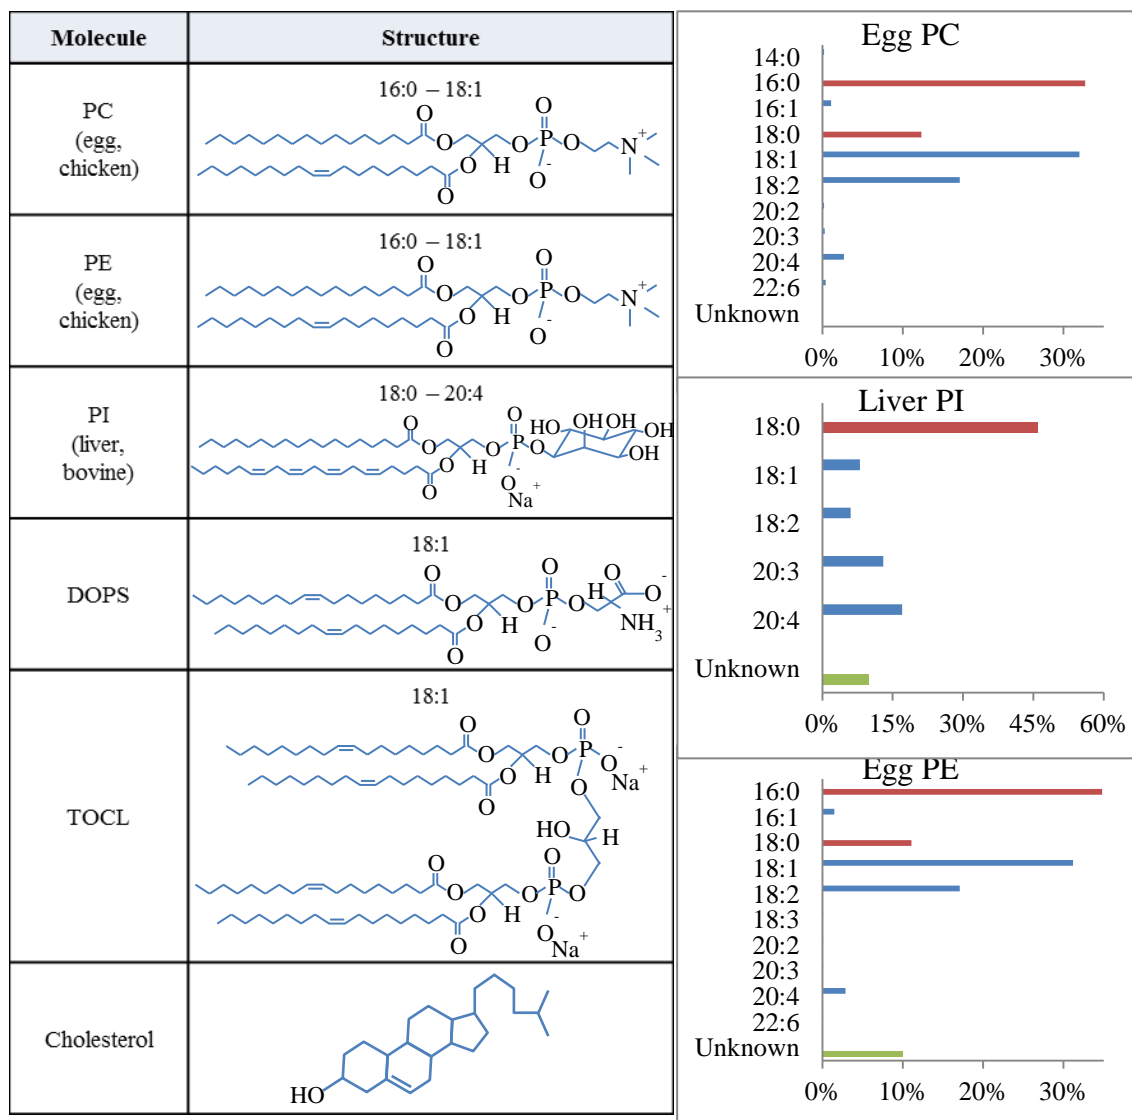 Molecule
Structure
PC
(egg,
chicken)
16:0 – 18:1
O
O
O
H
O
O
P
O
-
O
N
+
O
PE
(egg,
chicken)
16:0 – 18:1
O
O
O
H
O
O
P
O
-
O
N
+
O
PI
(liver,
bovine)
18:0 – 20:4
O
O
O
H
O
O
P
O
-
O
Na
+
O
HO
OH
OH
OH
OH
DOPS
18:1
O
O
O
H
O
O
P
O
-
O
H
O
O
-
NH3
+
O
TOCL
18:1
O
O
O
H
O
O
P
O
-
Na
+
O
O
HO
H
O
O
O
H
O
O
P
O
-
O
Na
+
O
Cholesterol
HO
Egg PC
14:0
16:0
16:1
18:0
18:1
18:2
20:2
20:3
20:4
22:6
Unknown
0% 10% 20% 30%
Liver PI
18:0
18:1
18:2
20:3
20:4
Unknown
0% 15% 30% 45% 60%
Egg PE
16:0
16:1
18:0
18:1
18:2
18:3
20:2
20:3
20:4
22:6
Unknown
0% 10% 20% 30%